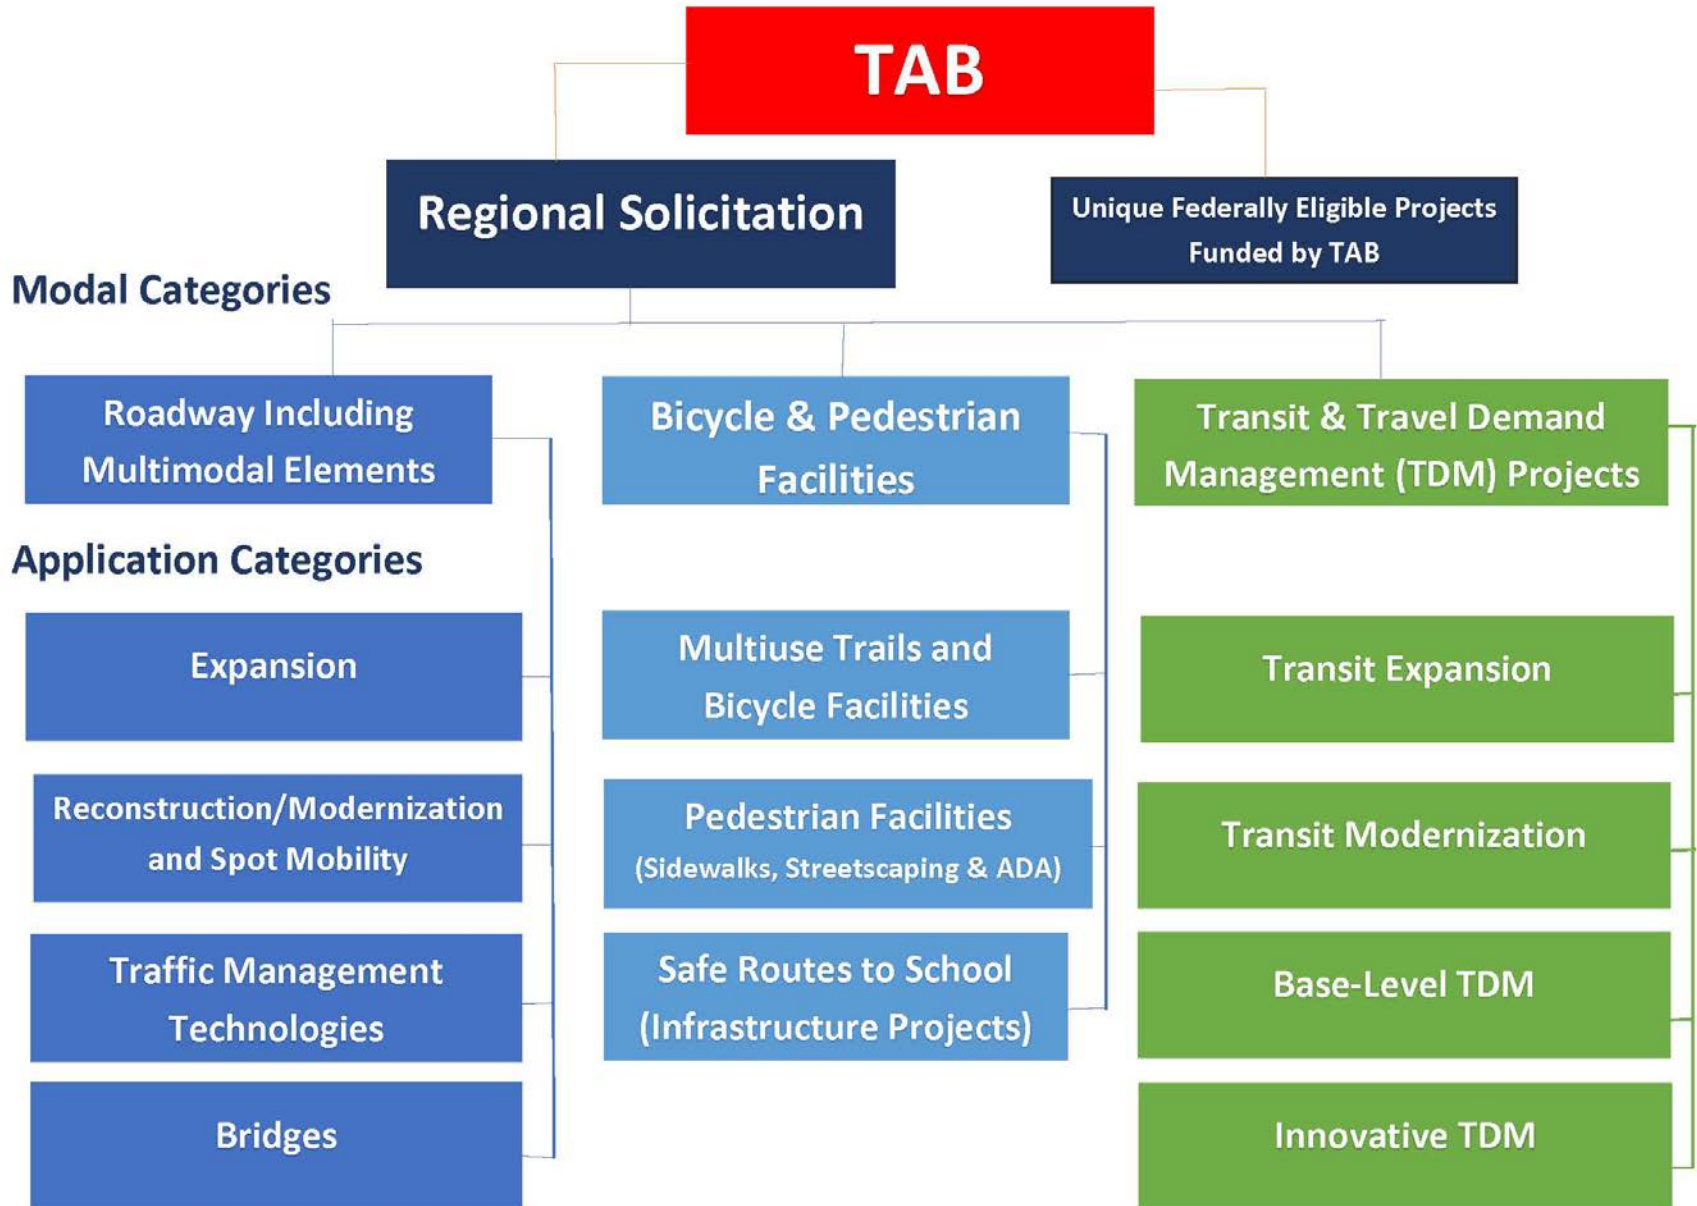 TAB
Regional Solicitation
Unique Federally Eligible Projects
Funded by TAB
Modal Categories
Roadway Including
Multimodal Elements
Bicycle & Pedestrian
Facilities
Transit & Travel Demand
Management (TDM) Projects
Application Categories
Expansion
Reconstruction/Modernization
and Spot Mobility
Traffic Management
Technologies
Bridges
Multiuse Trails and
Bicycle Facilities
Pedestrian Facilities
(Sidewalks, Streetscaping & ADA)
Safe Routes to School
(Infrastructure Projects)
Transit Expansion
Transit Modernization
Base-Level TDM
Innovative TDM